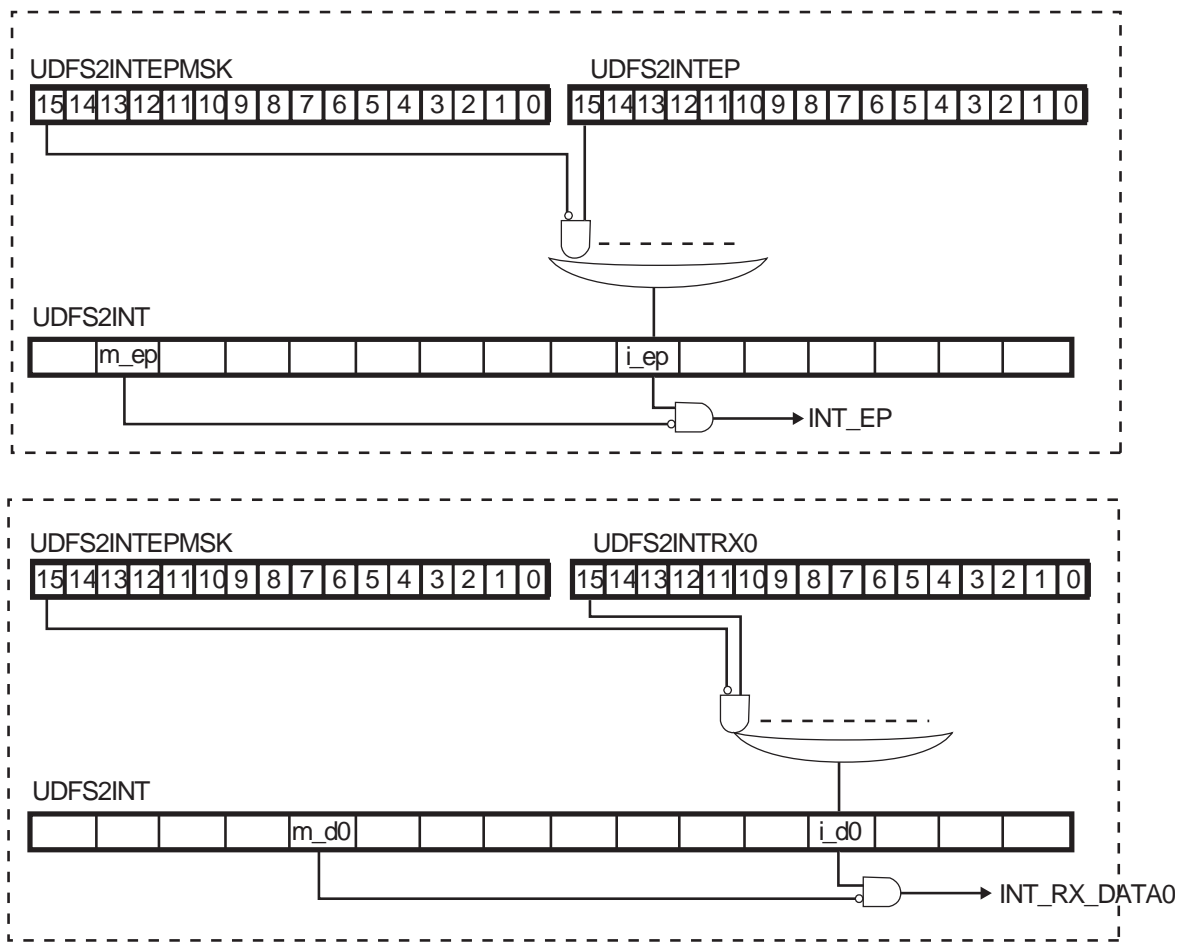 UDFS2INTEPMSK UDFS2INTEP
15 14 13 12 11 10 9 8 7 6 5 4 3 2 1 0 15 14 13 12 11 10 9 8 7 6 5 4 3 2 1 0
UDFS2INT
m_ep i_ep
INT_EP
UDFS2INTEPMSK UDFS2INTRX0
15 14 13 12 11 10 9 8 7 6 5 4 3 2 1 0 15 14 13 12 11 10 9 8 7 6 5 4 3 2 1 0
UDFS2INT
m_d0 i_d0
INT_RX_DATA0